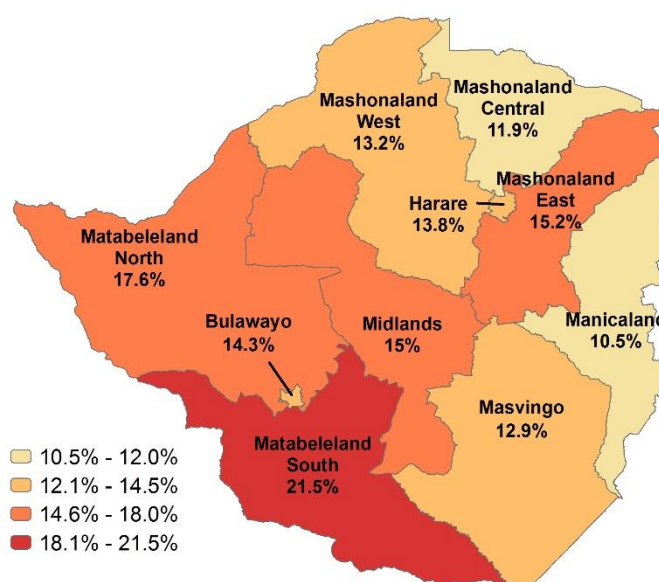 Mashonaland
Central
11.9%
Mashonaland
West
13.2%
Mashonaland
East
15.2%
Harare
13.8%
Matabeleland
North
17.6%
Bulawayo
14.3%
Midlands
15%
Manicaland
10.5%
Masvingo
12.9%
Matabeleland
South
21.5%
10.5% - 12.0%
12.1% - 14.5%
14.6% - 18.0%
18.1% - 21.5%